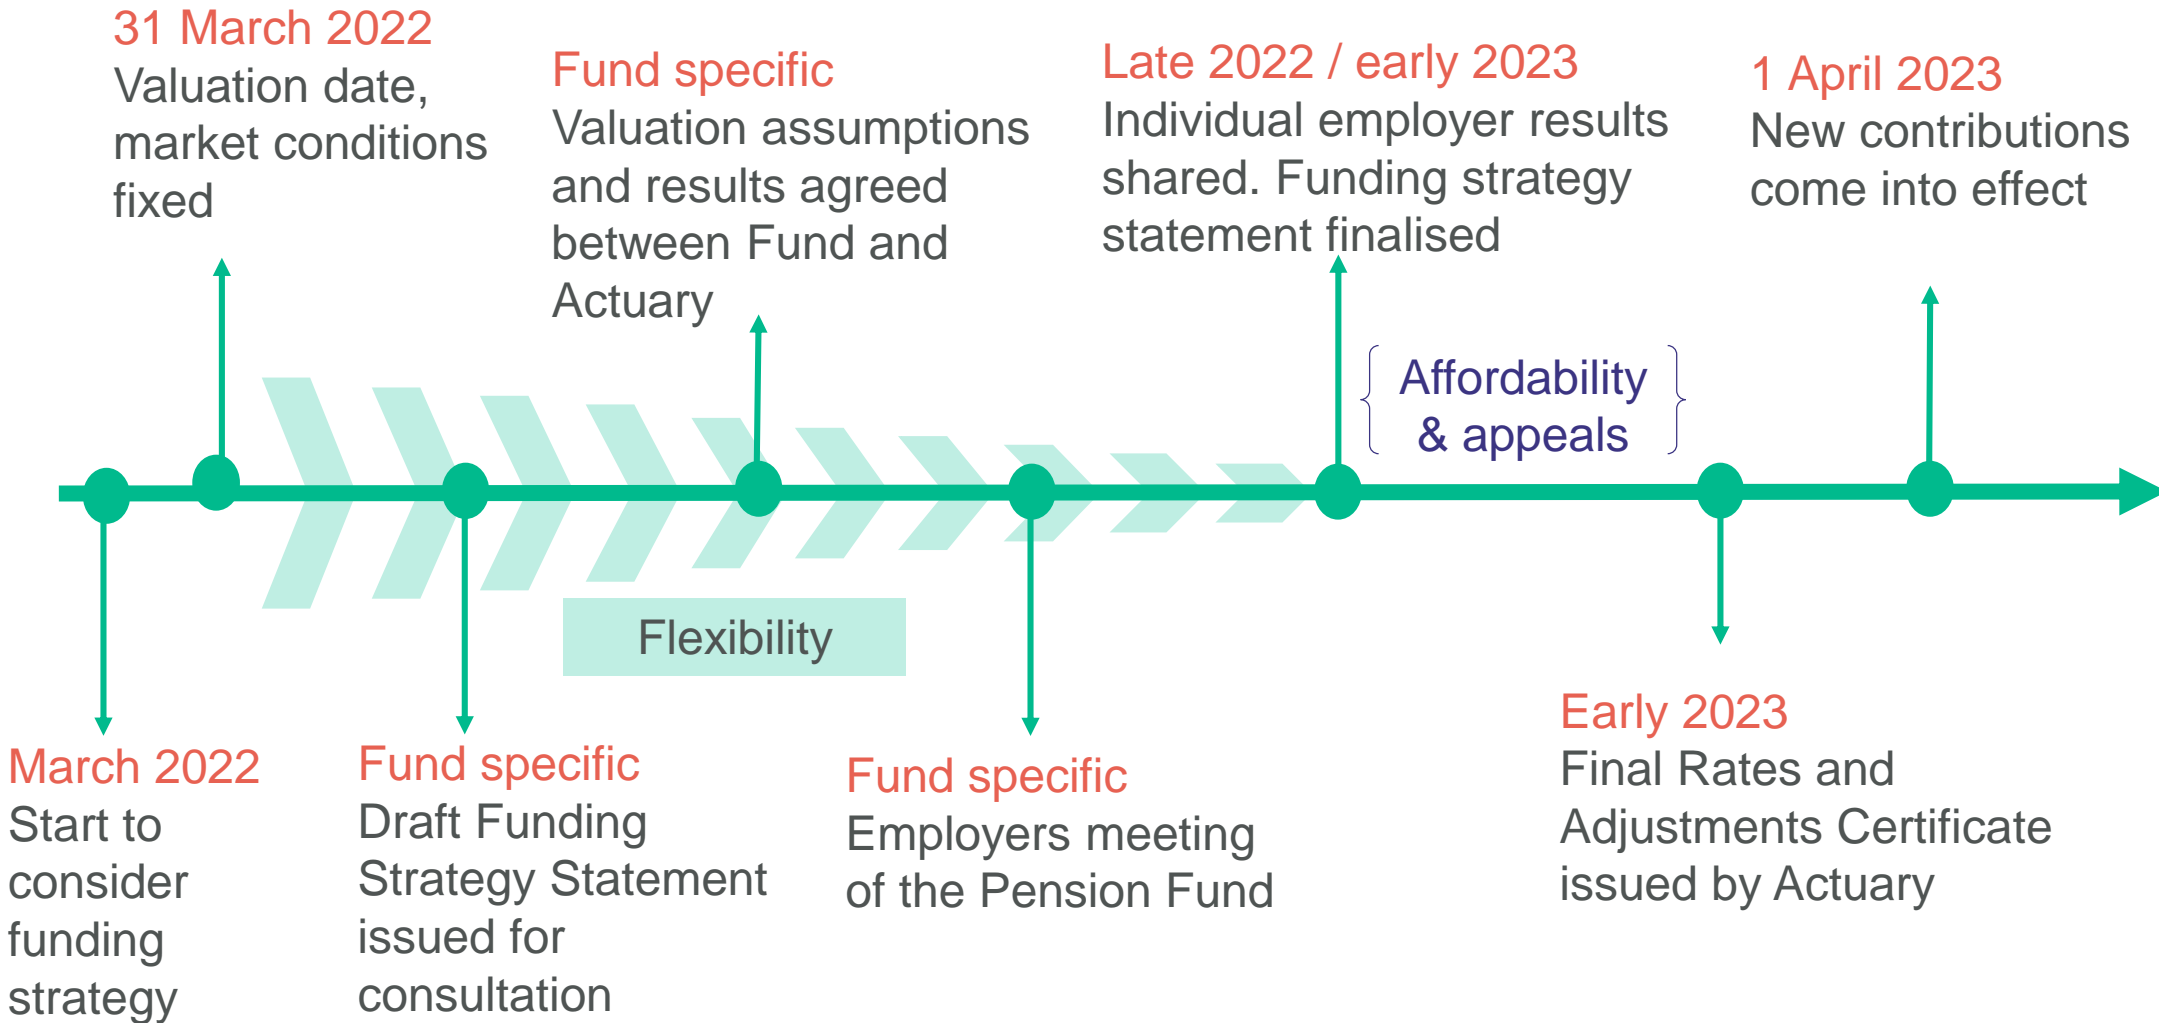 31 March 2022
Valuation date,
market conditions
fixed
Fund specific
Valuation assumptions
and results agreed
between Fund and
Actuary
Late 2022 / early 2023
Individual employer results
shared. Funding strategy
statement finalised
1 April 2023
New contributions
come into effect
Affordability
& appeals
Flexibility
March 2022
Start to
consider
funding
strategy
Fund specific
Draft Funding
Strategy Statement
issued for
consultation
Fund specific
Employers meeting
of the Pension Fund
Early 2023
Final Rates and
Adjustments Certificate
issued by Actuary